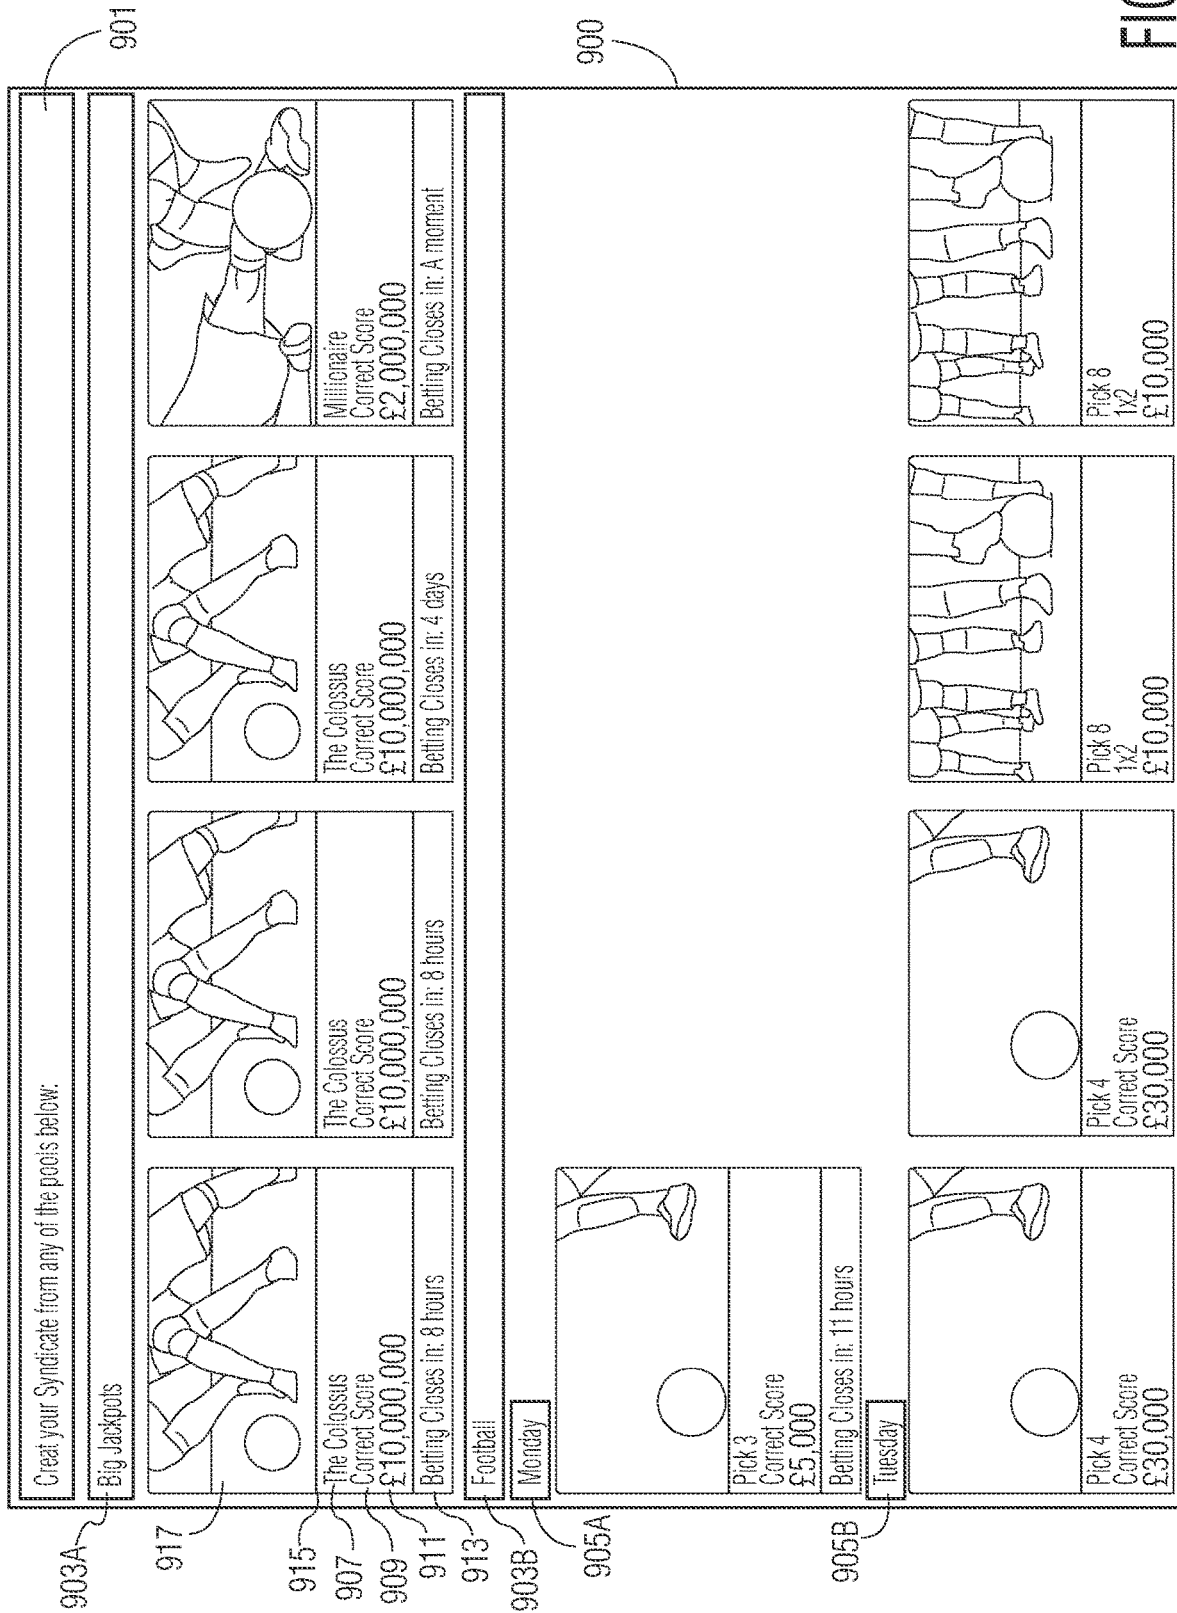 901
Creat your Syndicate from any of the pools below:
903A
Big Jackpots
917
915
907
909
911
913
The Colossus
Correct Score
£10,000,000
Betting Closes in: 8 hours
The Colossus
Correct Score
£10,000,000
Betting Closes in: 8 hours
The Colossus
Correct Score
£10,000,000
Betting Closes in: 4 days
Millionaire
Correct Score
£2,000,000
Betting Closes in: A moment
903B
Football
900
905A
Monday
Pick 3
Correct Score
£5,000
Betting Closes in: 11 hours
905B
Tuesday
Pick 4
Correct Score
£30,000
Pick 4
Correct Score
£30,000
Pick 8
1x2
£10,000
Pick 8
1x2
£10,000